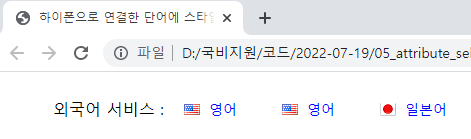 하이폰으로 연결한 단어에 스타일
파일 D:/국비지원/코드/2022-07-19/05_attribute_sel
외국어 서비스 : 영어 영어 일본어